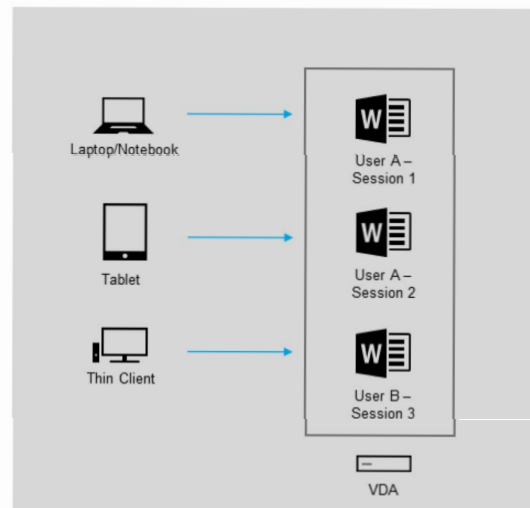 Laptop/Notebook
W
User A –
Session 1
Tablet
W
User A –
Session 2
Thin Client
W
User B –
Session 3
VDA